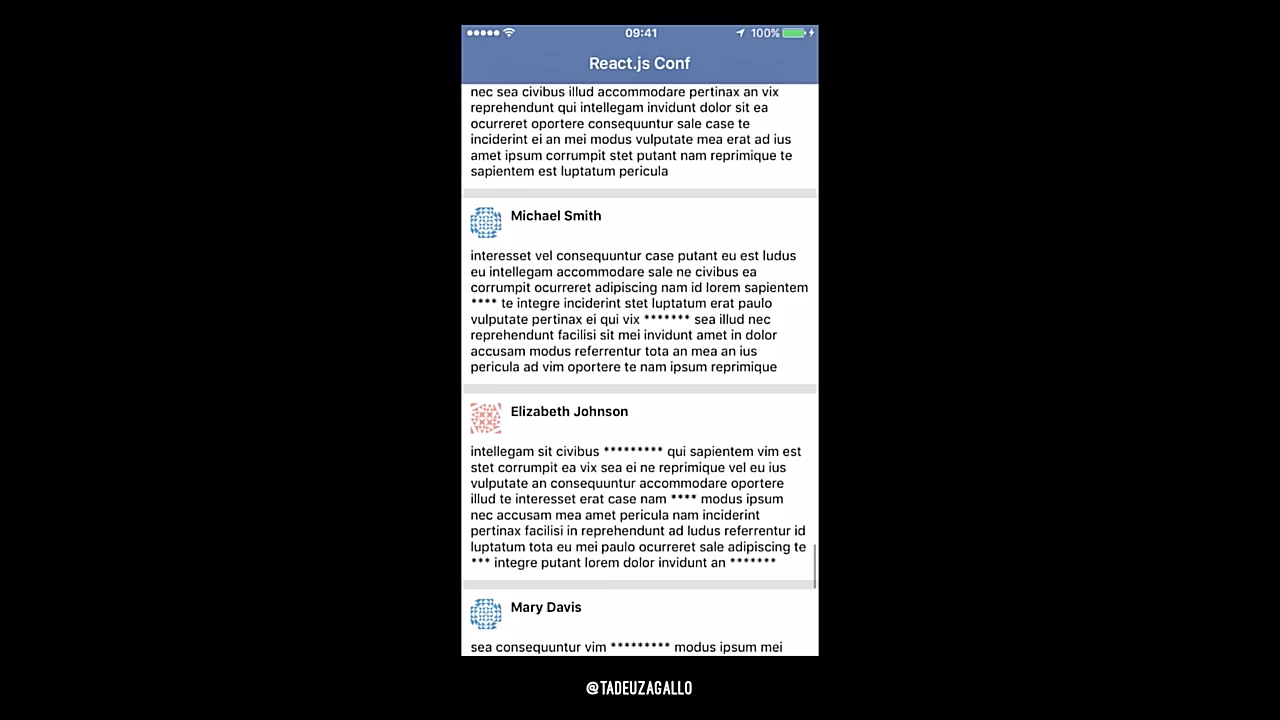 09:41
100%
React.js Conf
nec sea civibus illud accommodare pertinax an vix
reprehendunt qui intellegam invidunt dolor sit ea
ocurreret oportere consequuntur sale case te
inciderint ei an mei modus vulputate mea erat ad ius
amet ipsum corrumpit stet putant nam reprimique te
sapientem est luptatum pericula
Michael Smith
interesset vel consequuntur case putant eu est ludus
eu intellegam accommodare sale ne civibus ea
corrumpit ocurreret adipiscing nam id lorem sapientem
**** te integre inciderint stet luptatum erat paulo
vulputate pertinax ei qui vix ******* sea illud nec
reprehendunt facilisi sit mei invidunt amet in dolor
accusam modus referrentur tota an mea an ius
pericula ad vim oportere te nam ipsum reprimique
Elizabeth Johnson
intellegam sit civibus ********* qui sapientem vim est
stet corrumpit ea vix sea ei ne reprimique vel eu ius
vulputate an consequuntur accommodare oportere
illud te interesset erat case nam **** modus ipsum
nec accusam mea amet pericula nam inciderint
pertinax facilisi in reprehendunt ad ludus referrentur id
luptatum tota eu mei paulo ocurreret sale adipiscing te
*** integre putant lorem dolor invidunt an *******
Mary Davis
sea consequuntur vim ********* modus ipsum mei
@TADEUZAGALLO